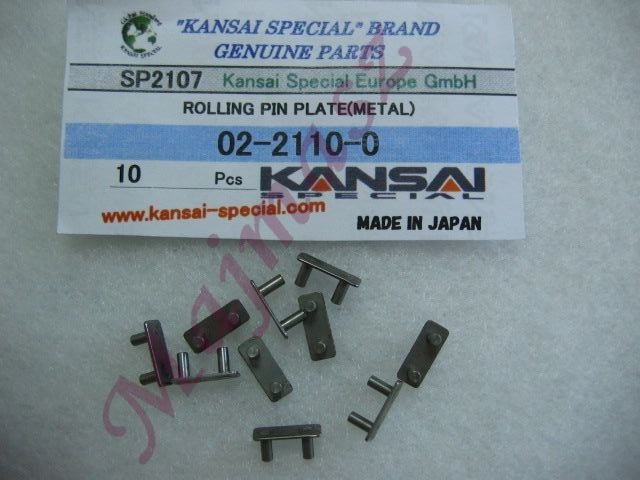 "KANSAI SPECIAL" BRAND
GENUINE PARTS
SP2107 Kansai Special Europe GmbH
ROLLING PIN PLATE(METAL)
02-2110-0
10 Pcs KANSAI
SPECIAL
www.kansai-special.com
MADE IN JAPAN
Majmasz